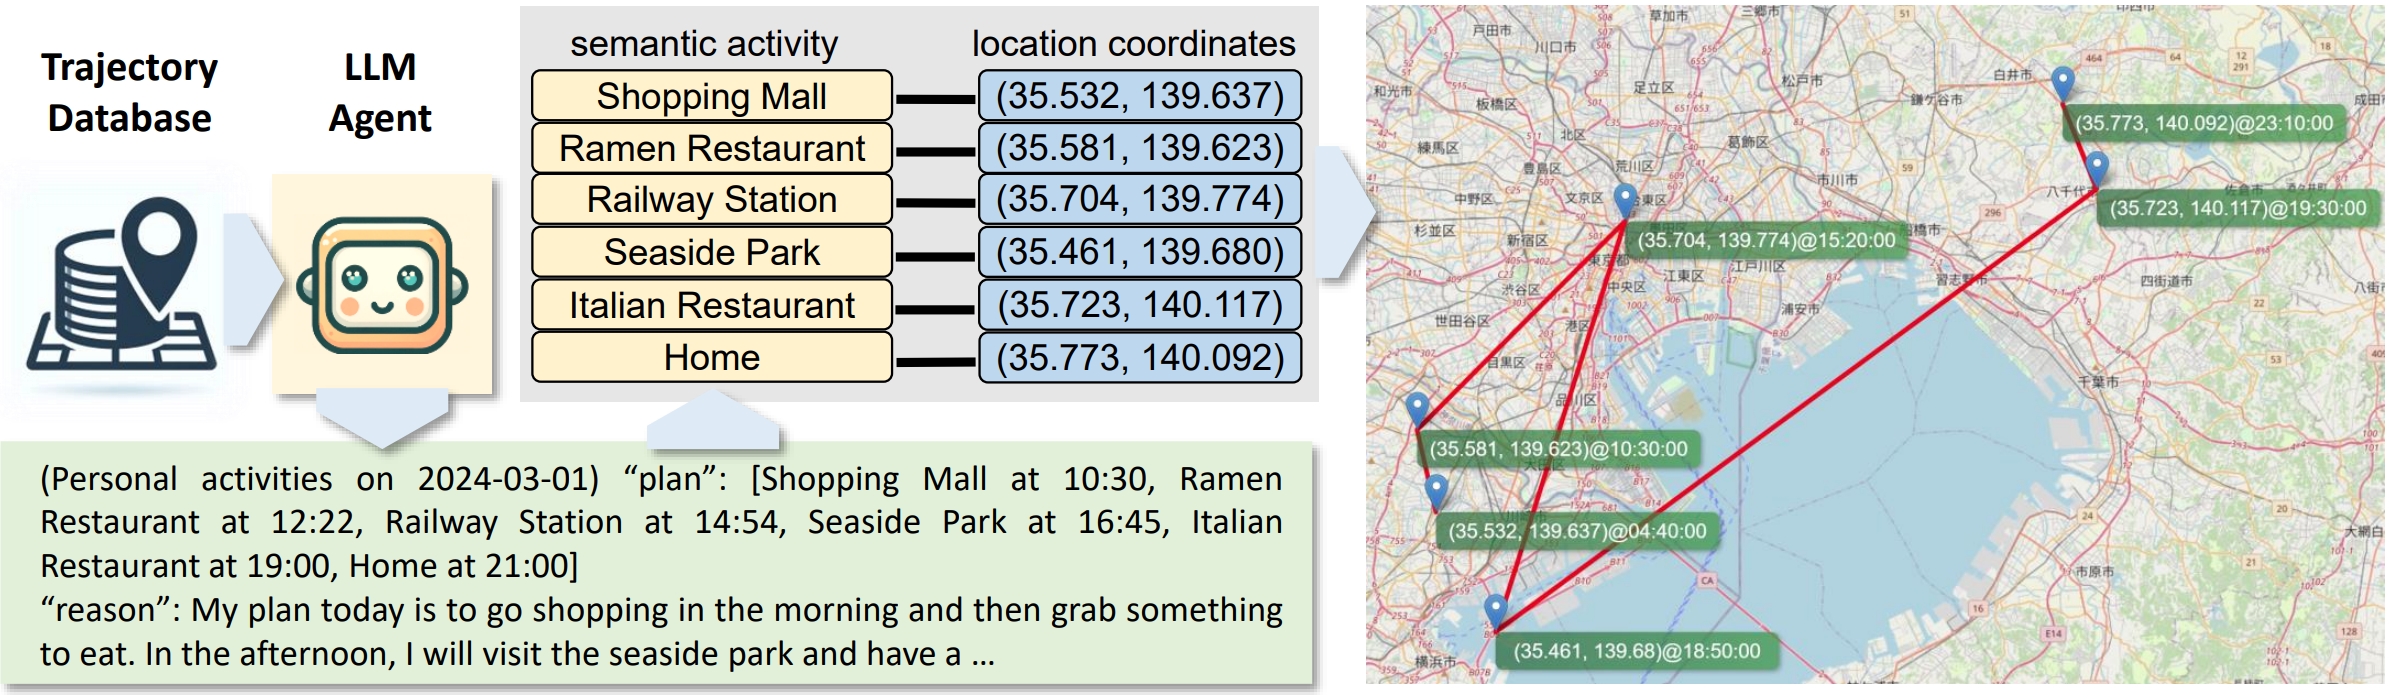 Trajectory
Database
LLM
Agent
semantic activity
location coordinates
Shopping Mall
(35.532, 139.637)
Ramen Restaurant
(35.581, 139.623)
Railway Station
(35.704, 139.774)
Seaside Park
(35.461, 139.680)
Italian Restaurant
(35.723, 140.117)
Home
(35.773, 140.092)
(Personal activities on 2024-03-01) “plan”: [Shopping Mall at 10:30, Ramen
Restaurant at 12:22, Railway Station at 14:54, Seaside Park at 16:45, Italian
Restaurant at 19:00, Home at 21:00]
“reason”: My plan today is to go shopping in the morning and then grab something
to eat. In the afternoon, I will visit the seaside park and have a ...
(35.773, 140.092)@23:10:00
(35.723, 140.117)@19:30:00
(35.704, 139.774)@15:20:00
(35.581, 139.623)@10:30:00
(35.532, 139.637)@04:40:00
(35.461, 139.68)@18:50:00
戸田市
川口市
草加市
三郷市
和光市
板橋区
足立区
松戸市
白井市
鎌ケ谷市
北区
練馬区
豊島区
荒川区
葛飾区
市川市
中野区
文京区
台東区
八千代市
杉並区
新宿区
船橋市
東京都
江東区
江戸川区
習志野市
四街道市
渋谷区
中央区
浦安市
世田谷区
港区
目黒区
千葉市
品川区
大田区
市原市
横浜市